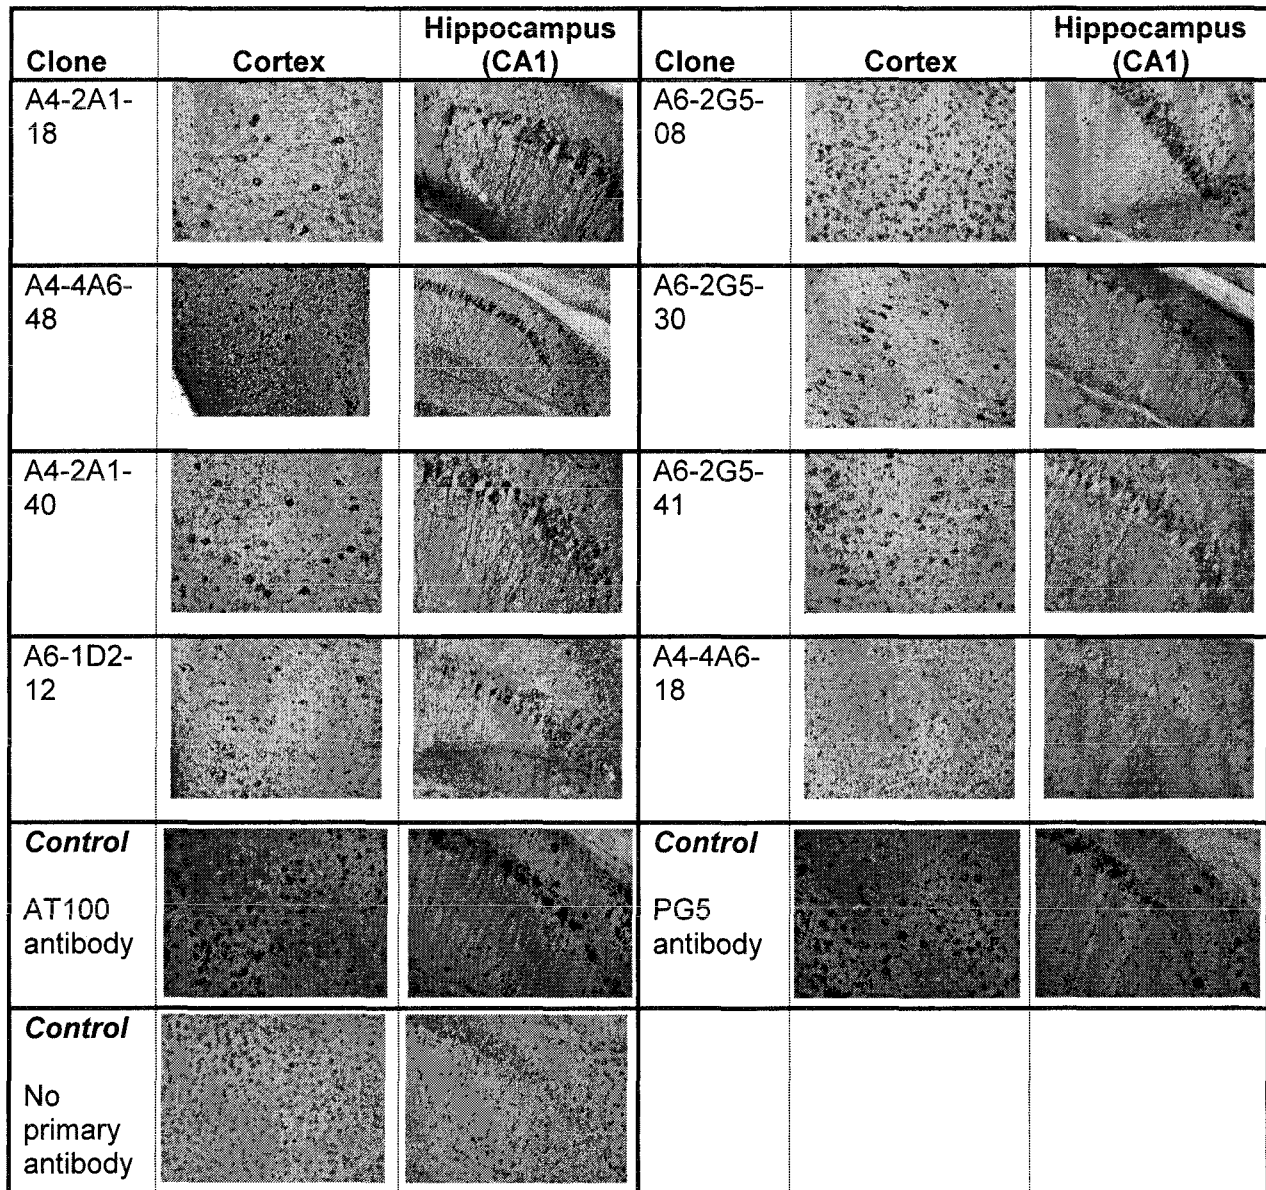 Clone
Cortex
Hippocampus
(CA1)
Clone
Cortex
Hippocampus
(CA1)
A4-2A1-
18
A6-2G5-
08
A4-4A6-
48
A6-2G5-
30
A4-2A1-
40
A6-2G5-
41
A6-1D2-
12
A4-4A6-
18
Control
AT100
antibody
Control
PG5
antibody
Control
No
primary
antibody